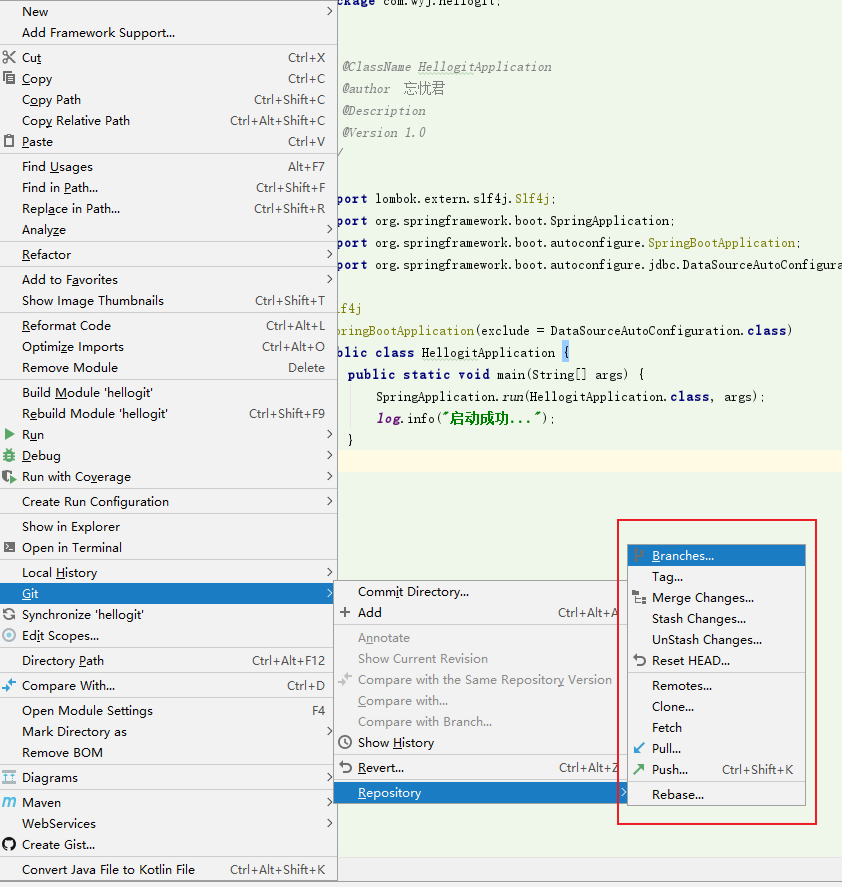 New
Add Framework Support...
Cut Ctrl+X
Copy Ctrl+C
Copy Path Ctrl+Shift+C
Copy Relative Path Ctrl+Alt+Shift+C
Paste Ctrl+V
Find Usages Alt+F7
Find in Path... Ctrl+Shift+F
Replace in Path... Ctrl+Shift+R
Analyze
Refactor
Add to Favorites
Show Image Thumbnails Ctrl+Shift+T
Reformat Code Ctrl+Alt+L
Optimize Imports Ctrl+Alt+O
Remove Module Delete
Build Module 'hellogit'
Rebuild Module 'hellogit' Ctrl+Shift+F9
Run
Debug
Run with Coverage
Create Run Configuration
Show in Explorer
Open in Terminal
Local History
Git
Synchronize 'hellogit'
Edit Scopes...
Directory Path Ctrl+Alt+F12
Compare With... Ctrl+D
Open Module Settings F4
Mark Directory as
Remove BOM
Diagrams
Maven
WebServices
Create Gist...
Convert Java File to Kotlin File Ctrl+Alt+Shift+K
ckage com.wyj.hellogit;
@ClassName HellogitApplication
@author 忘忧君
@Description
@Version 1.0
/
port lombok.extern.slf4j.Slf4j;
port org.springframework.boot.SpringApplication;
port org.springframework.boot.autoconfigure.SpringBootApplication;
port org.springframework.boot.autoconfigure.jdbc.DataSourceAutoConfigura
lf4j
pringBootApplication(exclude = DataSourceAutoConfiguration.class)
blic class HellogitApplication {
public static void main(String[] args) {
SpringApplication.run(HellogitApplication.class, args);
log.info("启动成功...");
}
Commit Directory...
Add Ctrl+Alt+A
Annotate
Show Current Revision
Compare with the Same Repository Version
Compare with...
Compare with Branch...
Show History
Revert... Ctrl+Alt+Z
Repository
Branches...
Tag...
Merge Changes...
Stash Changes...
UnStash Changes...
Reset HEAD...
Remotes...
Clone...
Fetch
Pull...
Push... Ctrl+Shift+K
Rebase...